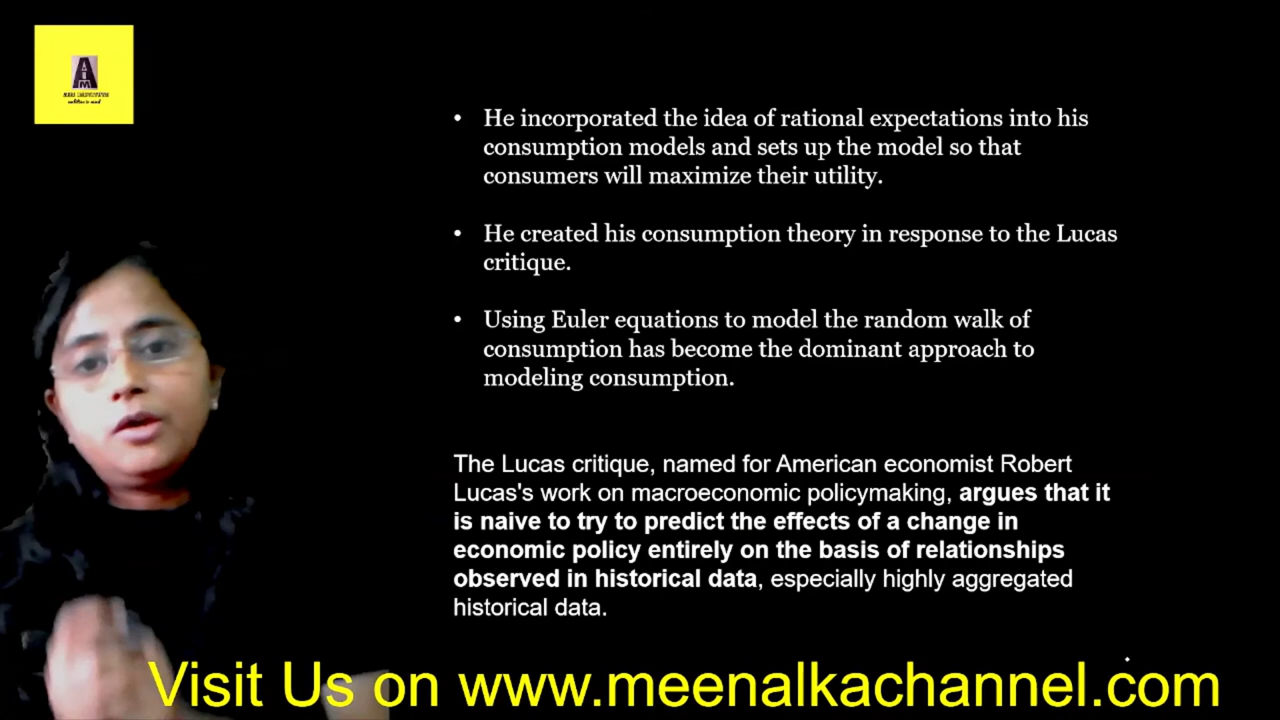 A
AIM
• He incorporated the idea of rational expectations into his
consumption models and sets up the model so that
consumers will maximize their utility.
• He created his consumption theory in response to the Lucas
critique.
• Using Euler equations to model the random walk of
consumption has become the dominant approach to
modeling consumption.
The Lucas critique, named for American economist Robert
Lucas's work on macroeconomic policymaking, argues that it
is naive to try to predict the effects of a change in
economic policy entirely on the basis of relationships
observed in historical data, especially highly aggregated
historical data.
Visit Us on www.meenalkachannel.com